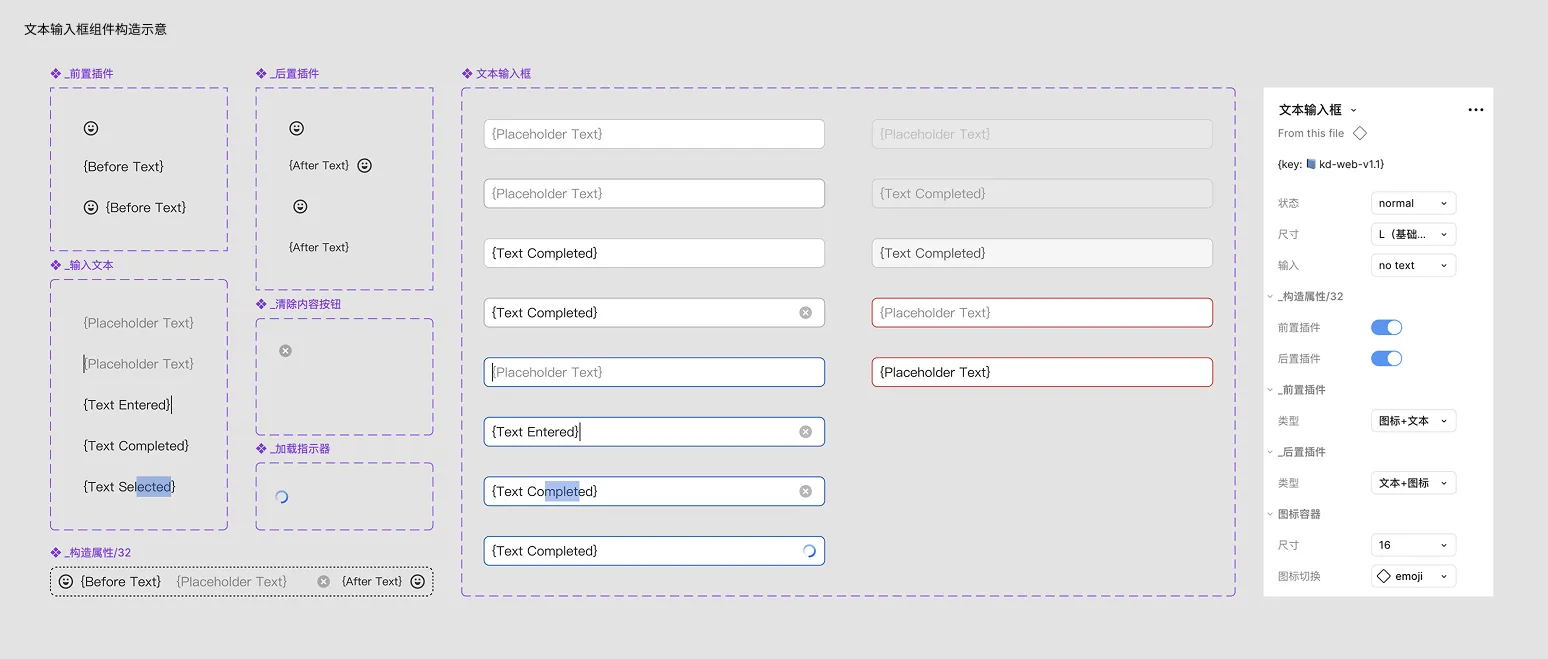 文本输入框组件构造示意
_前置插件
{Before Text}
{Before Text}
_输入文本
{Placeholder Text}
{Placeholder Text}
{Text Entered}
{Text Completed}
{Text Selected}
_后置插件
{After Text}
{After Text}
_清除内容按钮
_加载指示器
_构造属性/32
{Before Text} {Placeholder Text} {After Text}
文本输入框
{Placeholder Text}
{Placeholder Text}
{Text Completed}
{Text Completed}
{Placeholder Text}
{Text Entered}
{Text Completed}
{Text Completed}
{Placeholder Text}
{Text Completed}
{Text Completed}
{Placeholder Text}
{Placeholder Text}
文本输入框
From this file
{key: kd-web-v1.1}
状态 normal
尺寸 L（基础...
输入 no text
_构造属性/32
前置插件
后置插件
_前置插件
类型 图标+文本
_后置插件
类型 文本+图标
图标容器
尺寸 16
图标切换 emoji